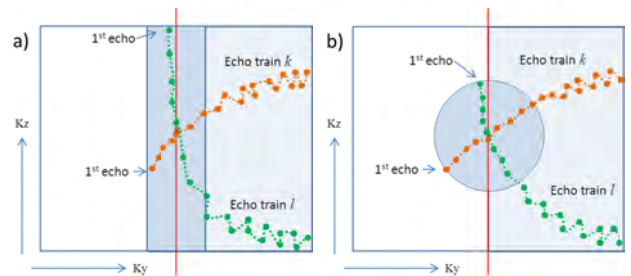 a)
1st echo
Echo train k
Kz
1st echo
Echo train l
Ky
b)
1st echo
Echo train k
Kz
1st echo
Echo train l
Ky